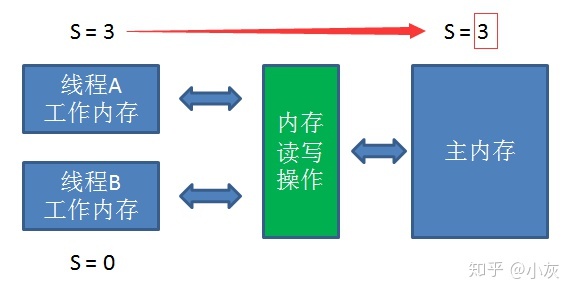 S = 3
S = 3
线程A
工作内存
内存
读写
操作
主内存
线程B
工作内存
S = 0
知乎 @小灰